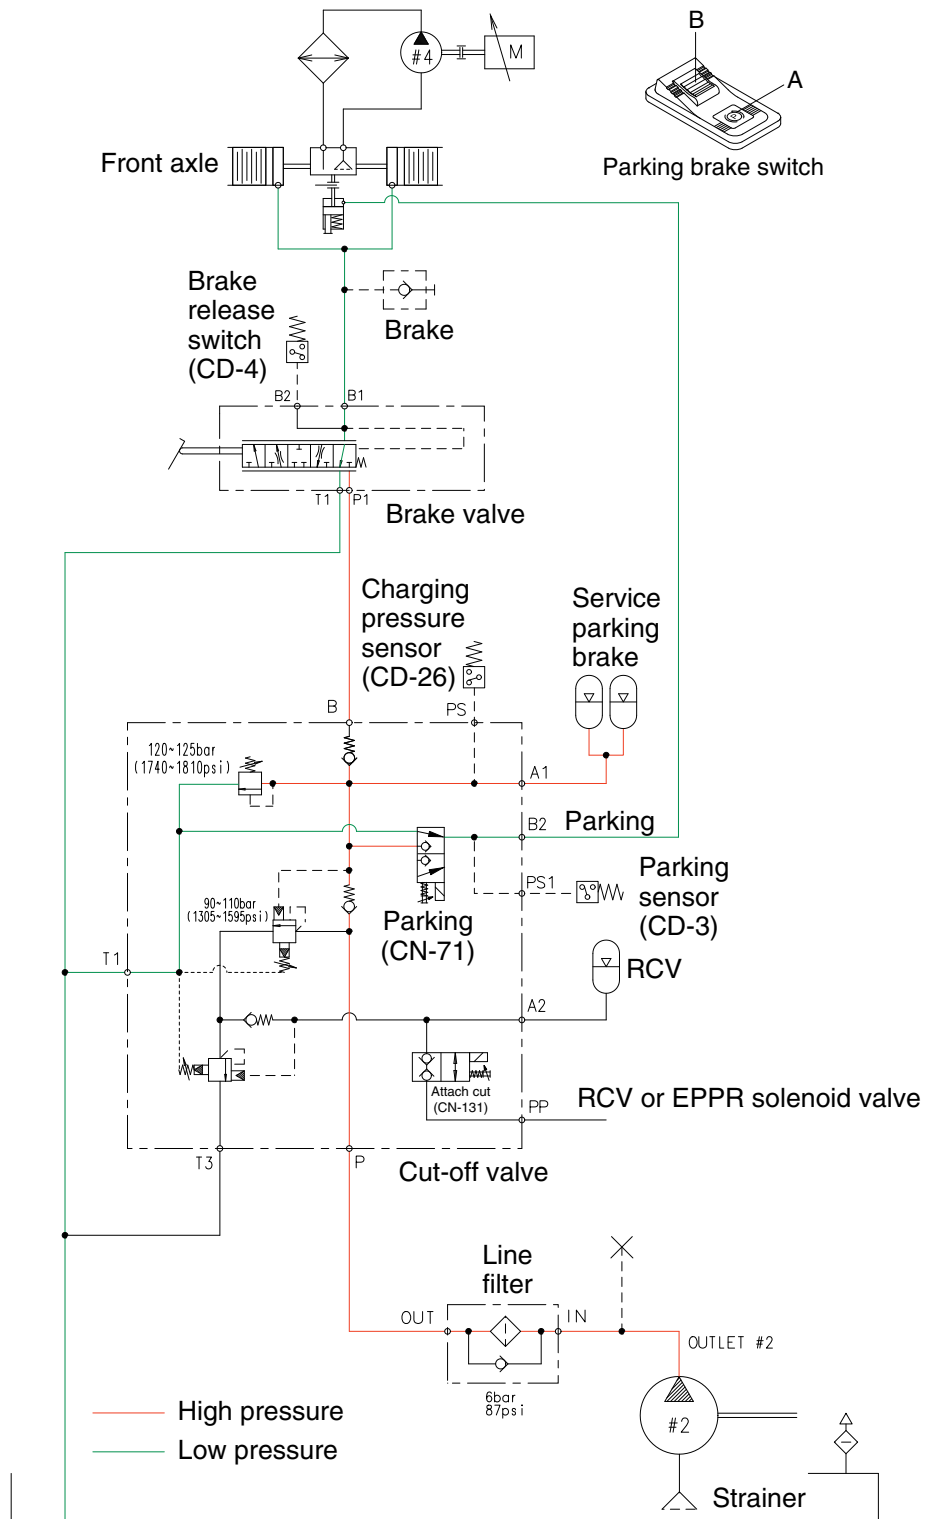 B
A
#4
M
Parking brake switch
Front axle
Brake
release
switch
(CD-4)
Brake
B2
B1
T1
P1
Brake valve
Charging
pressure
sensor
(CD-26)
Service
parking
brake
B
PS
120~125bar
(1740~1810psi)
A1
B2
Parking
PS1
Parking
sensor
(CD-3)
90~110bar
(1305~1595psi)
Parking
(CN-71)
T1
RCV
A2
Attach cut
(CN-131)
PP
RCV or EPPR solenoid valve
T3
P
Cut-off valve
Line
filter
OUT
IN
OUTLET #2
6bar
87psi
High pressure
Low pressure
#2
Strainer